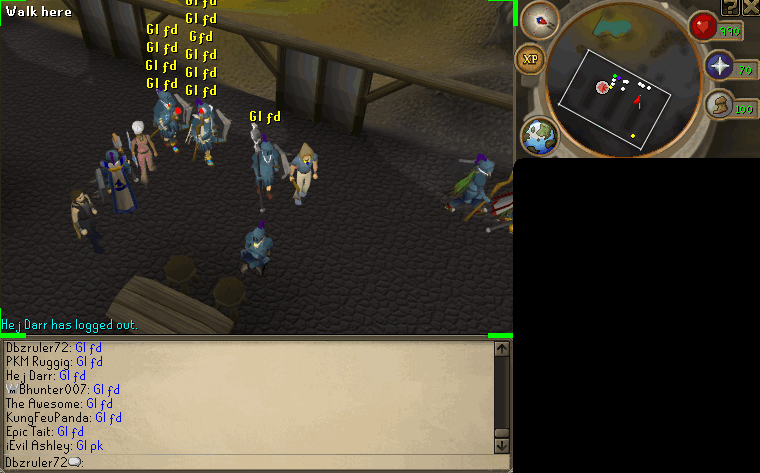 Walk here
Gl fd
Gl fd
Gl fd
Gl fd
Gl fd
Gl fd
Gfd
Gl fd
Gl fd
Gl fd
Gl fd
XP
990
70
100
Hej Darr has logged out.
Dbzruler72: Gl fd
PKM Ruggig: Gl fd
Hej Darr: Gl fd
Bhunter007: Gl fd
The Awesome: Gl fd
KungFeuPanda: Gl fd
Epic Tait: Gl fd
iEvil Ashley: Gl pk
Dbzruler72: